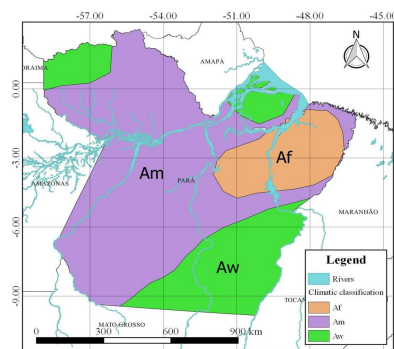 -57.00 -54.00 -51.00 -48.00 -45.00
N
AMAPÁ
ORAIMA
0.00
Af
-3.00
Am
AMAZONAS
PARÁ
MARANHÃO
-6.00
Aw
Legend
Rivers
Climatic classification
Af
Am
Aw
-9.00
TOCAN
MATO GROSSO
0 300 600 900 km